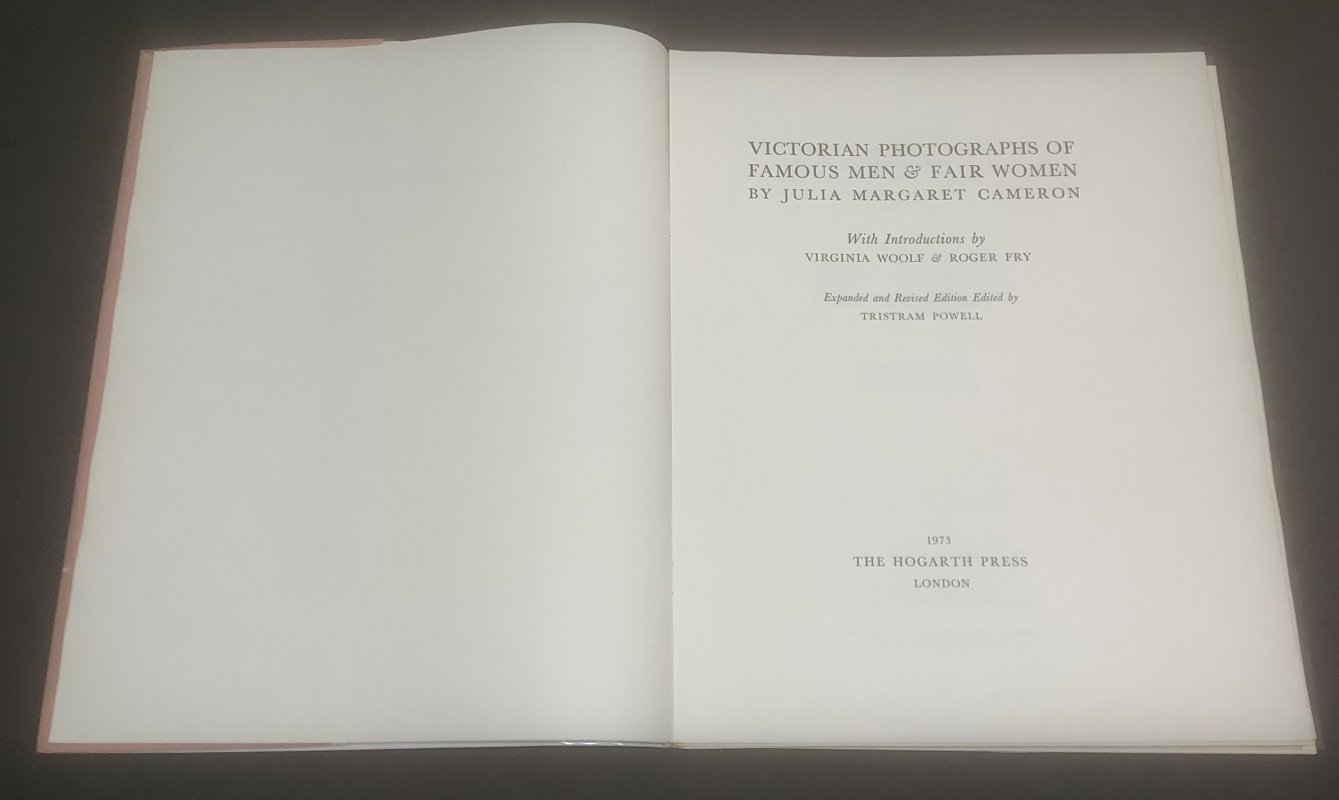 VICTORIAN PHOTOGRAPHS OF
FAMOUS MEN & FAIR WOMEN
BY JULIA MARGARET CAMERON
With Introductions by
VIRGINIA WOOLF & ROGER FRY
Expanded and Revised Edition Edited by
TRISTRAM POWELL
1973
THE HOGARTH PRESS
LONDON